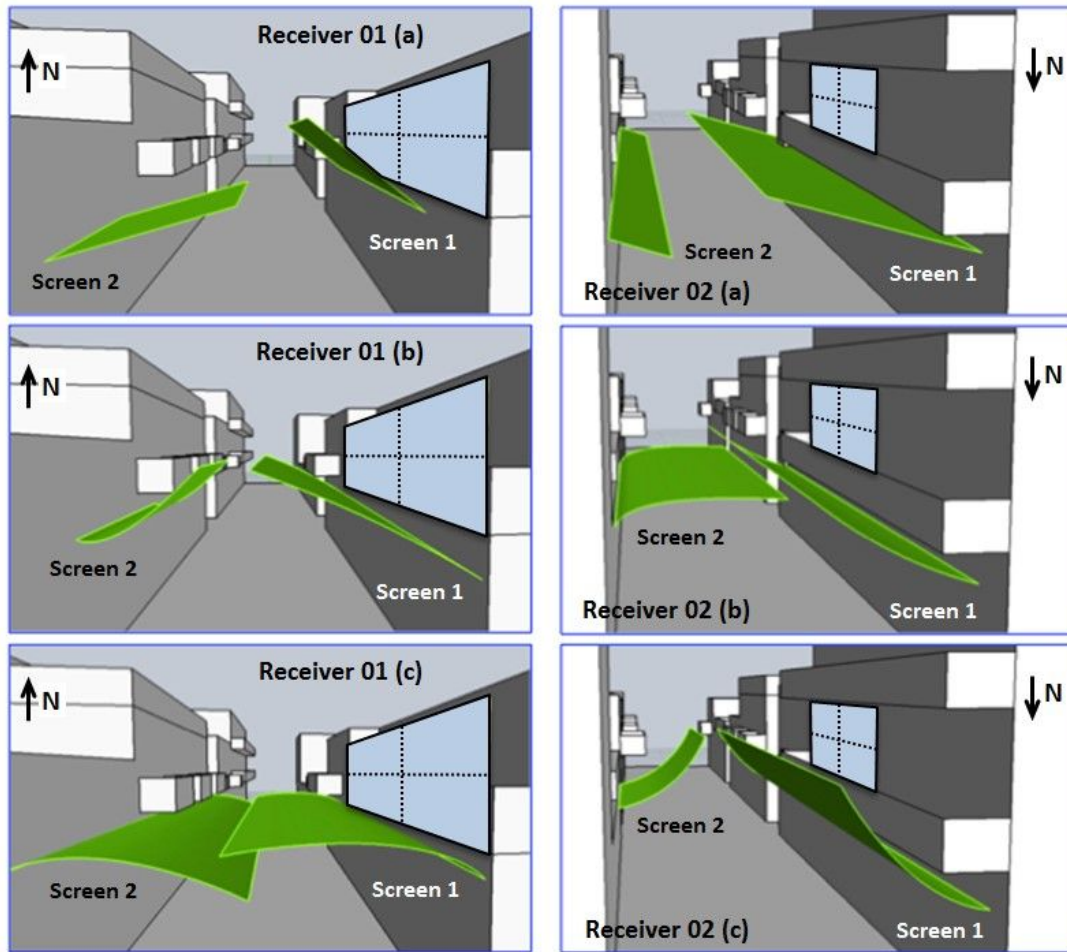 Receiver 01 (a)
N
Screen 1
Screen 2
N
Screen 2
Screen 1
Receiver 02 (a)
Receiver 01 (b)
N
Screen 2
Screen 1
N
Screen 2
Screen 1
Receiver 02 (b)
Receiver 01 (c)
N
Screen 2
Screen 1
N
Screen 2
Screen 1
Receiver 02 (c)